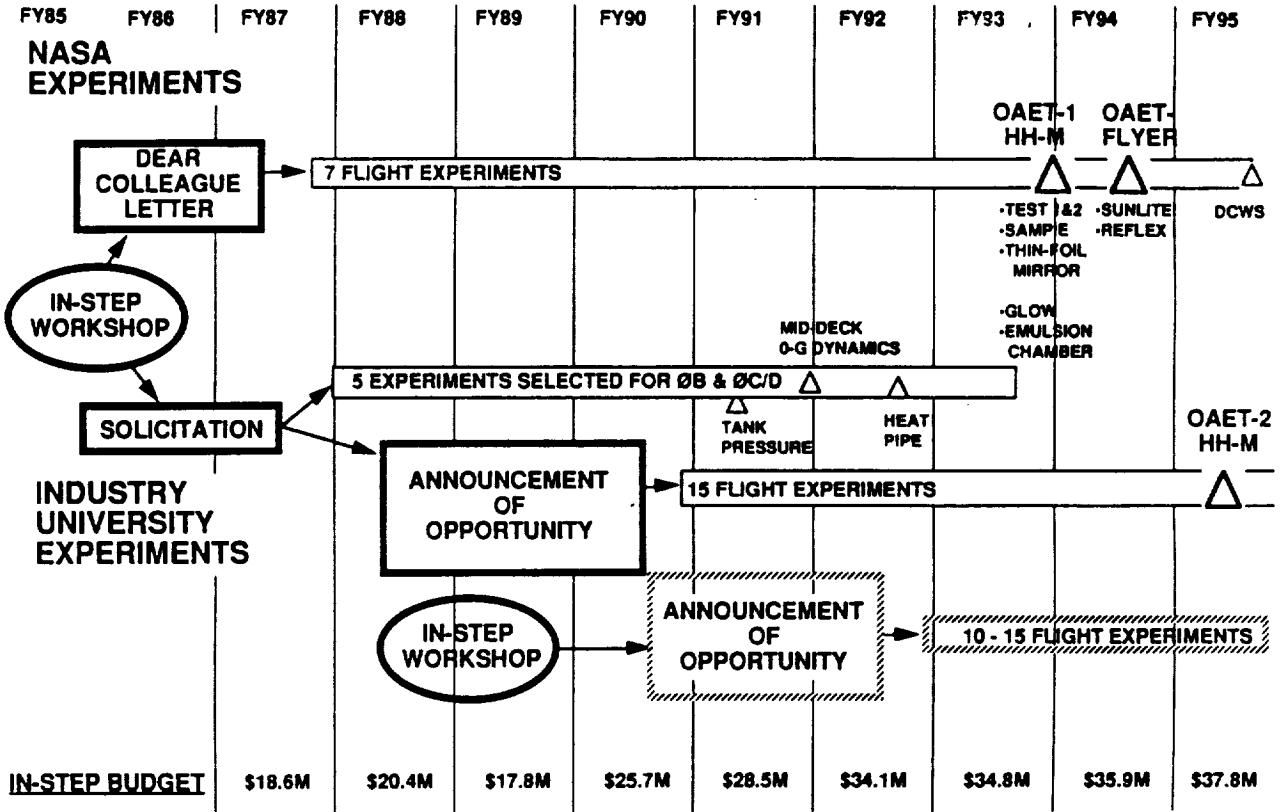 FY85 FY86 FY87 FY88 FY89 FY90 FY91 FY92 FY93 FY94 FY95
NASA
EXPERIMENTS
OAET-1
HH-M
OAET-
FLYER
DEAR
COLLEAGUE
LETTER
7 FLIGHT EXPERIMENTS
·TEST 1&2
·SAMPIE
·THIN-FOIL
MIRROR
·GLOW
·EMULSION
CHAMBER
·SUNLITE
·REFLEX
DCWS
IN-STEP
WORKSHOP
MID-DECK
0-G DYNAMICS
5 EXPERIMENTS SELECTED FOR ØB & ØC/D
TANK
PRESSURE
HEAT
PIPE
SOLICITATION
OAET-2
HH-M
INDUSTRY
UNIVERSITY
EXPERIMENTS
ANNOUNCEMENT
OF
OPPORTUNITY
15 FLIGHT EXPERIMENTS
IN-STEP
WORKSHOP
ANNOUNCEMENT
OF
OPPORTUNITY
10 - 15 FLIGHT EXPERIMENTS
IN-STEP BUDGET $18.6M $20.4M $17.8M $25.7M $28.5M $34.1M $34.8M $35.9M $37.8M